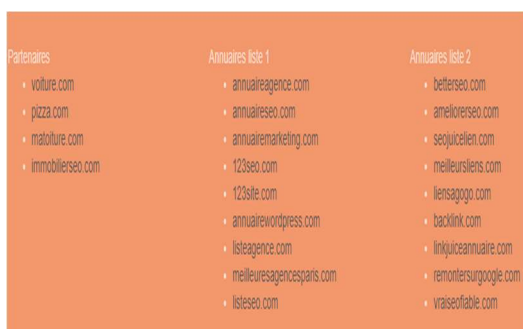 Partenaires
voiture.com
pizza.com
matoiture.com
immobilierseo.com
Annuaires liste 1
annuaireagence.com
annuaireseo.com
annuairemarketing.com
123seo.com
123site.com
annuairewordpress.com
listeagence.com
meilleuresagencesparis.com
listeseo.com
Annuaires liste 2
betterseo.com
ameliorerseo.com
seojuicelien.com
meilleursliens.com
liensagogo.com
backlink.com
linkjuiceannuaire.com
remontersurgoogle.com
vraiseofiable.com